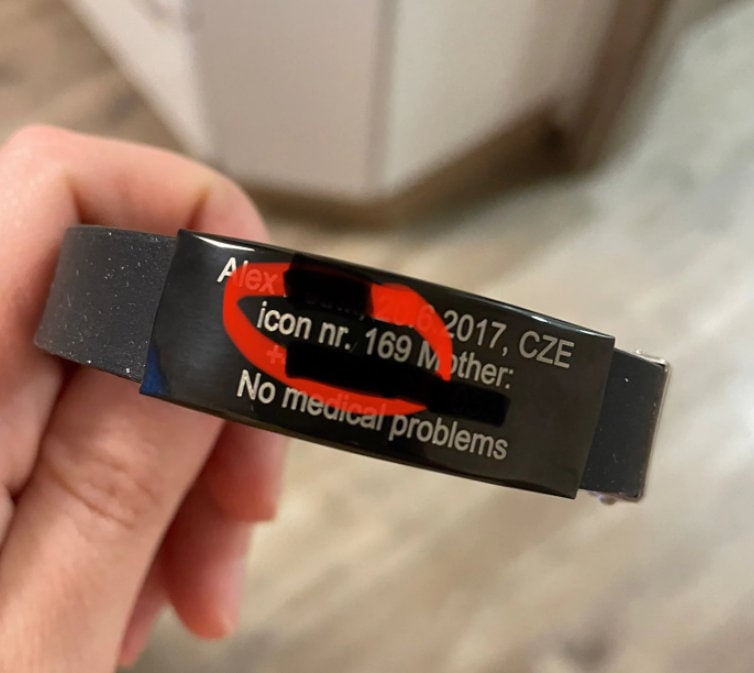 Alex 2017, CZE
icon nr. 169 Mother:
+
No medical problems